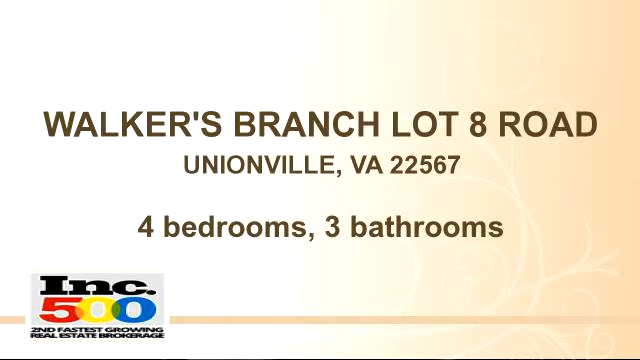 WALKER'S BRANCH LOT 8 ROAD
UNIONVILLE, VA 22567
4 bedrooms, 3 bathrooms
Inc.
500
2ND FASTEST GROWING
REAL ESTATE BROKERAGE